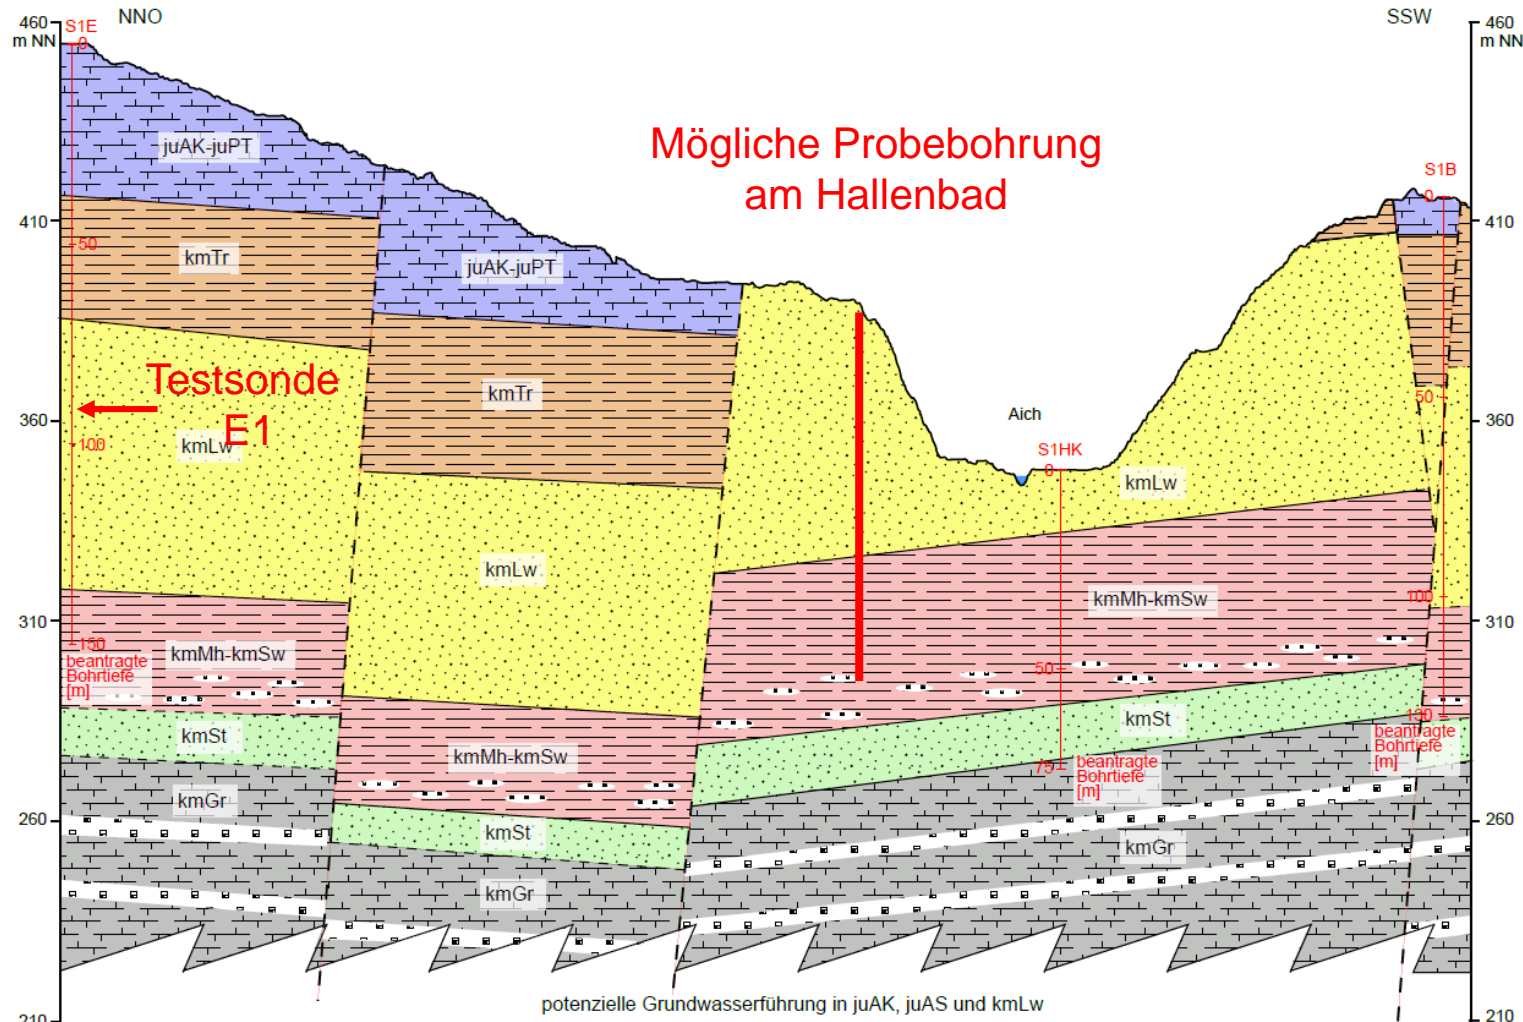 460
m NN
S1E
NNO
SSW
460
m NN
0
juAK-juPT
Mögliche Probebohrung
am Hallenbad
S1B
0
410
50
kmTr
juAK-juPT
410
Testsonde
E1
kmTr
50
360
100
kmLw
Aich
360
S1HK
0
kmLw
kmLw
kmMh-kmSw
100
310
150
310
beantragte
Bohrtiefe
[m]
kmMh-kmSw
50
kmSt
kmSt
130
beantragte
Bohrtiefe
[m]
kmMh-kmSw
75
beantragte
Bohrtiefe
[m]
kmGr
260
kmSt
260
kmGr
kmGr
potenzielle Grundwasserführung in juAK, juAS und kmLw
210
210